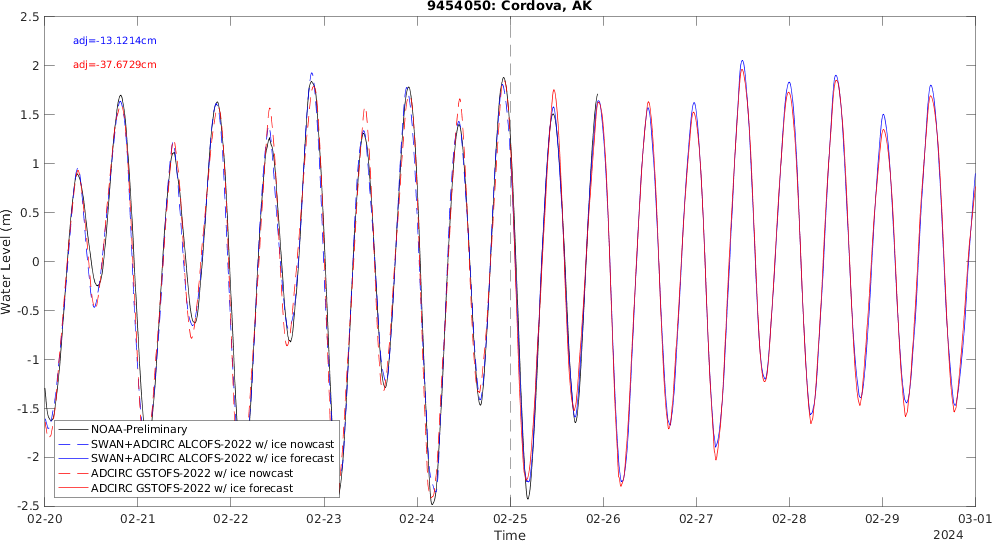 9454050: Cordova, AK
adj=-13.1214cm
adj=-37.6729cm
Water Level (m)
2.5
2
1.5
1
0.5
0
-0.5
-1
-1.5
-2
-2.5
NOAA-Preliminary
SWAN+ADCIRC ALCOFS-2022 w/ ice nowcast
SWAN+ADCIRC ALCOFS-2022 w/ ice forecast
ADCIRC GSTOFS-2022 w/ ice nowcast
ADCIRC GSTOFS-2022 w/ ice forecast
02-20 02-21 02-22 02-23 02-24 02-25 02-26 02-27 02-28 02-29 03-01
Time
2024